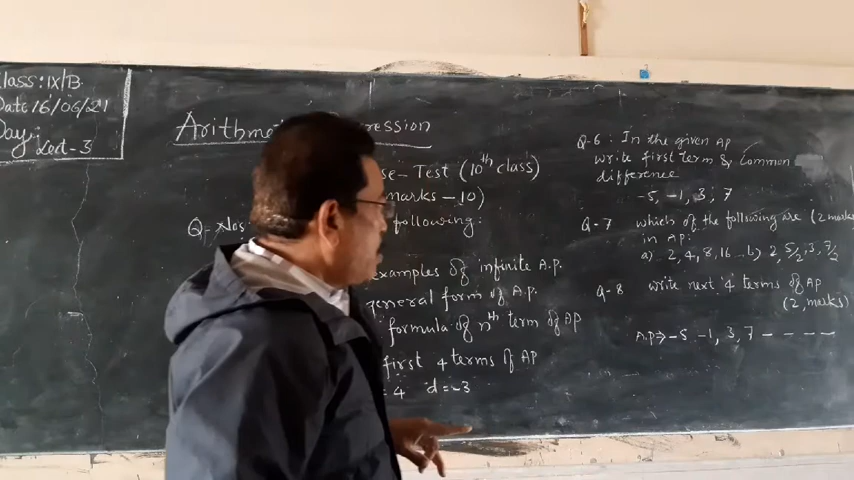 Class: IX/B
Date 16/06/21
Day:
Lect-3
Arithme ression
se-Test (10th class)
marks-10)
Q-Nos following:
examples of infinite A.P.
general form of A.P.
formula of nth term of AP
first 4 terms of AP
= 4 d=-3
Q-6: In the given AP
write first term & Common
difference
-5, -1, 3, 7
Q-7 which of the following are (2 marks
in AP:
a) 2, 4, 8, 16 .. b) 2, 5/2, 3, 7/2
Q-8 write next '4' terms of AP
(2, marks)
A.P→ -5 -1, 3, 7 - - - -